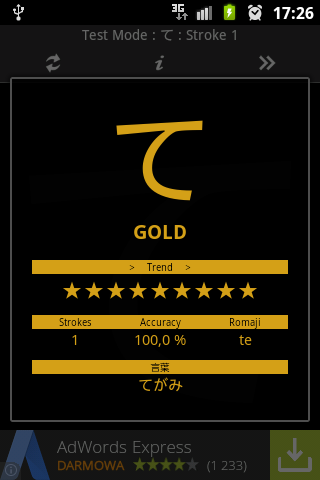 3G 17:26
Test Mode : て : Stroke 1
i
て
GOLD
> Trend >
★★★★★★★★★
Strokes Accuracy Romaji
1 100,0 % te
言葉
てがみ
AdWords Express
DARMOWA ★★★★★ (1 233)